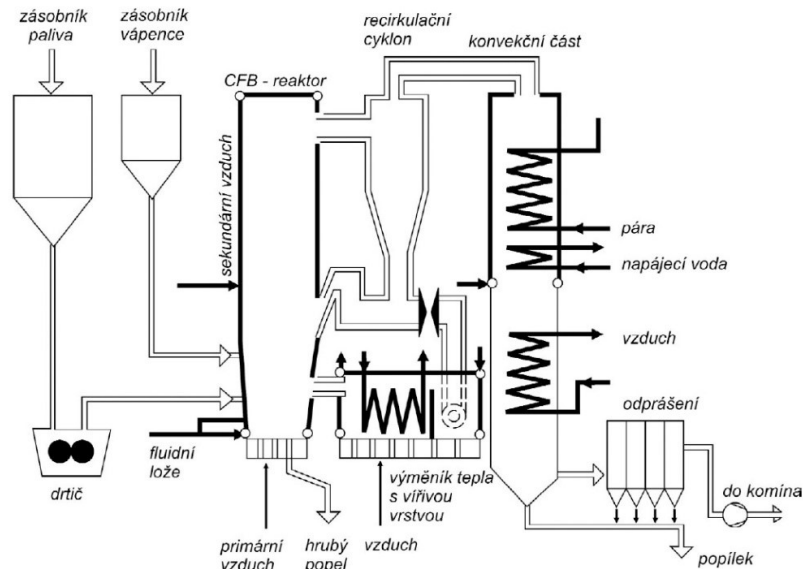 zásobník
paliva
zásobník
vápence
recirkulační
cyklon
konvekční část
CFB - reaktor
sekundární vzduch
pára
napájecí voda
vzduch
odprášení
fluidní
lože
drtič
výměník tepla
s vířivou
vrstvou
do komína
primární
vzduch
hrubý
popel
vzduch
popílek